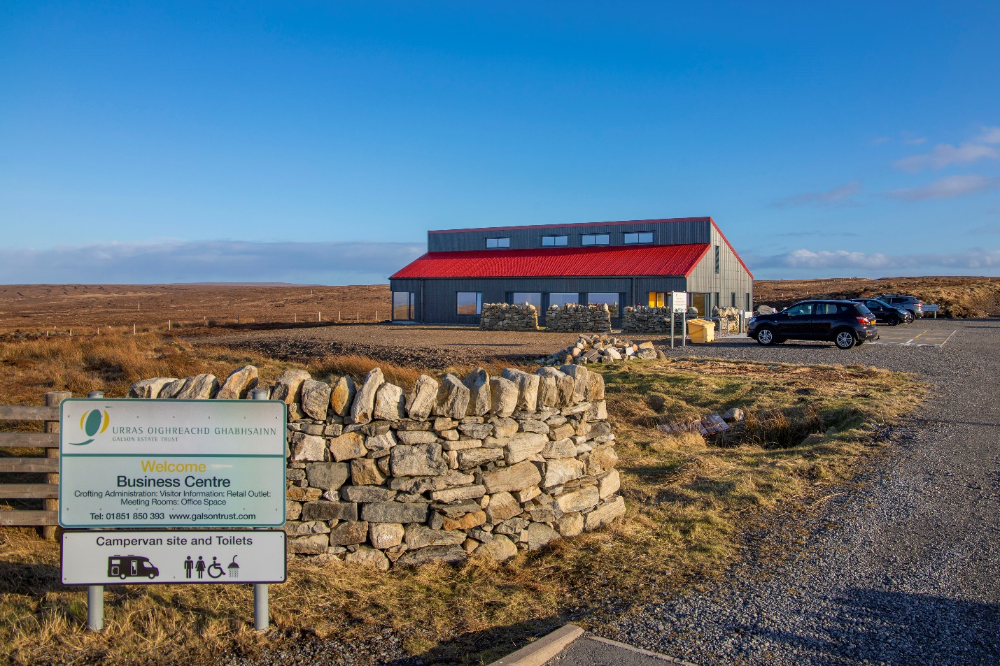 URRAS OIGHREACHD GHABHSAINN
GALSON ESTATE TRUST
Welcome
Business Centre
Crofting Administration: Visitor Information: Retail Outlet:
Meeting Rooms: Office Space
Tel: 01851 850 393 www.galsontrust.com
Campervan site and Toilets